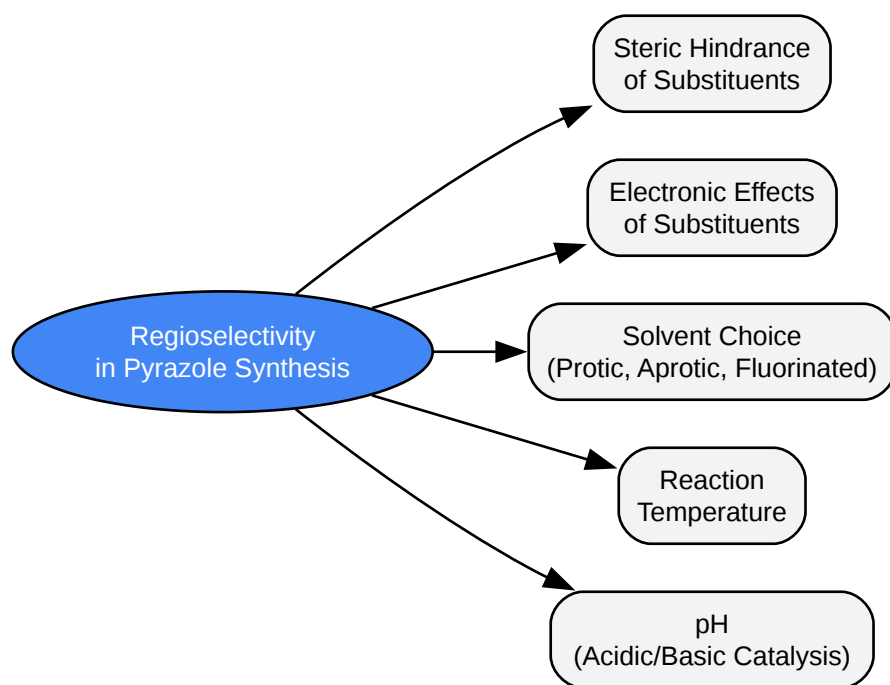 Steric Hindrance
of Substituents
Electronic Effects
of Substituents
Regioselectivity
in Pyrazole Synthesis
Solvent Choice
(Protic, Aprotic, Fluorinated)
Reaction
Temperature
pH
(Acidic/Basic Catalysis)